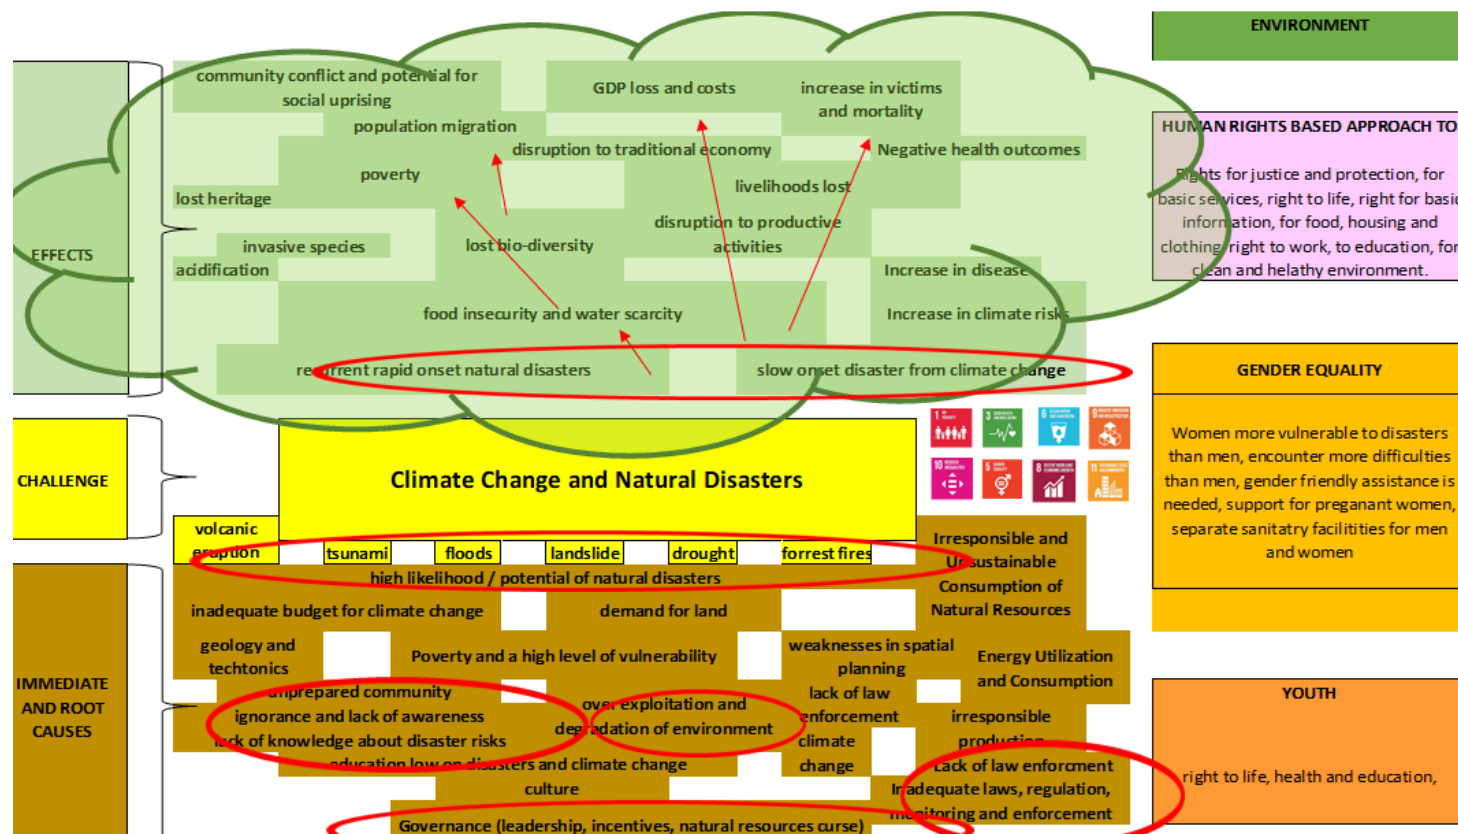 ENVIRONMENT
community conflict and potential for
social uprising
GDP loss and costs
increase in victims
and mortality
population migration
disruption to traditional economy
Negative health outcomes
poverty
livelihoods lost
lost heritage
disruption to productive
activities
invasive species
lost bio-diversity
EFFECTS
acidification
Increase in disease
food insecurity and water scarcity
Increase in climate risks
recurrent rapid onset natural disasters
slow onset disaster from climate change
HUMAN RIGHTS BASED APPROACH TO
Rights for justice and protection, for
basic services, right to life, right for basic
information, for food, housing and
clothing, right to work, to education, for
clean and helathy environment.
GENDER EQUALITY
Women more vulnerable to disasters
than men, encounter more difficulties
than men, gender friendly assistance is
needed, support for preganant women,
separate sanitatry facilitities for men
and women
CHALLENGE
Climate Change and Natural Disasters
1
3
6
9
10
5
8
11
volcanic
eruption
tsunami
floods
landslide
drought
forrest fires
Irresponsible and
Unsustainable
Consumption of
Natural Resources
high likelihood / potential of natural disasters
inadequate budget for climate change
demand for land
geology and
techtonics
Poverty and a high level of vulnerability
weaknesses in spatial
planning
Energy Utilization
and Consumption
IMMEDIATE
AND ROOT
CAUSES
unprepared community
ignorance and lack of awareness
lack of knowledge about disaster risks
over exploitation and
degradation of environment
lack of law
enforcement
climate
change
irresponsible
production
education low on disasters and climate change
culture
Lack of law enforcment
Inadequate laws, regulation,
monitoring and enforcement
Governance (leadership, incentives, natural resources curse)
YOUTH
right to life, health and education,